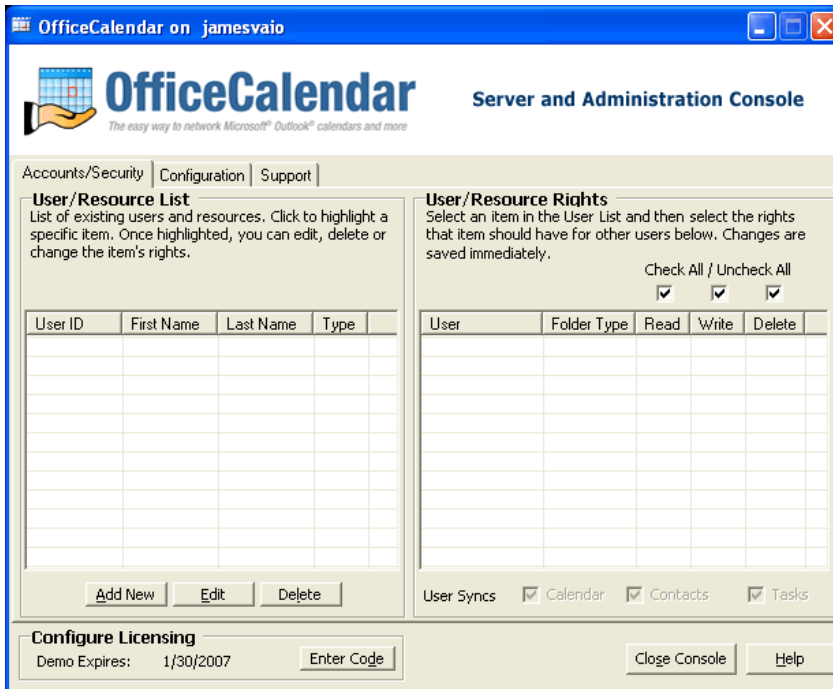 OfficeCalendar on  jamesvaio
OfficeCalendar
The easy way to network Microsoft® Outlook® calendars and more
Server and Administration Console
Accounts/Security Configuration Support
User/Resource List
List of existing users and resources. Click to highlight a
specific item. Once highlighted, you can edit, delete or
change the item's rights.
User ID First Name Last Name Type
Add New Edit Delete
User/Resource Rights
Select an item in the User List and then select the rights
that item should have for other users below. Changes are
saved immediately.
Check All / Uncheck All
User Folder Type Read Write Delete
User Syncs Calendar Contacts Tasks
Configure Licensing
Demo Expires: 1/30/2007 Enter Code
Close Console Help